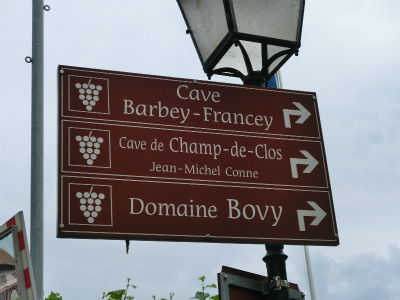 Cave
Barbey-Francey
Cave de Champ-de-Clos
Jean-Michel Conne
Domaine Bovy